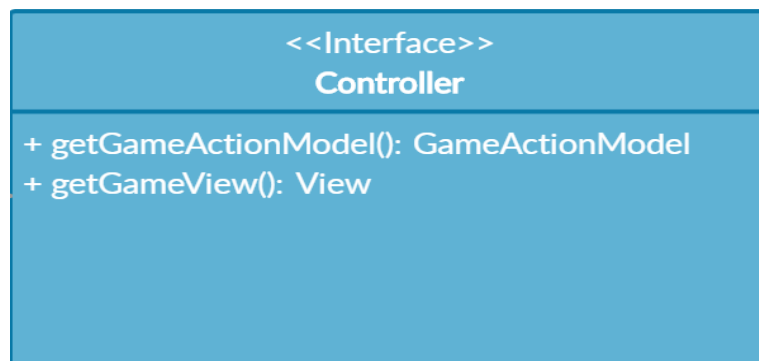 <<Interface>>
Controller
+ getGameActionModel(): GameActionModel
+ getGameView(): View